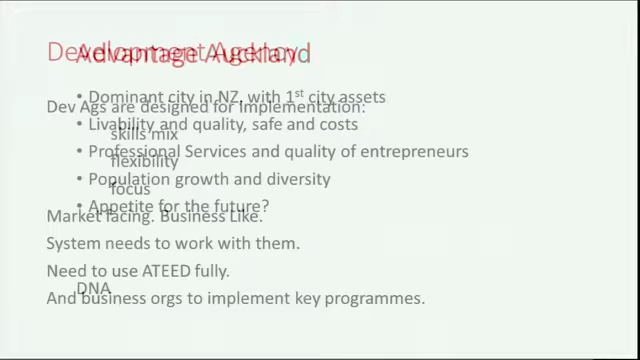 Development Agency
Advantage Auckland
• Dominant city in NZ, with 1st city assets
Dev Ags are designed for Implementation:
• Livability and quality, safe and costs
skills mix
• Professional Services and quality of entrepreneurs
flexibility
• Population growth and diversity
focus
• Appetite for the future?
Market facing. Business Like.
System needs to work with them.
Need to use ATEED fully.
DNA
And business orgs to implement key programmes.